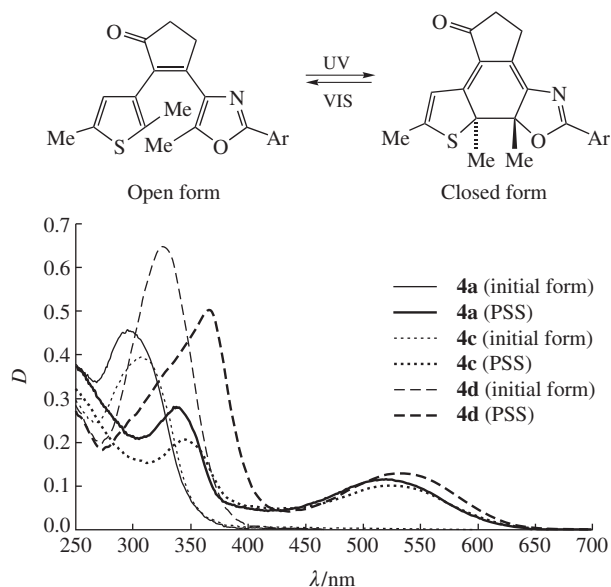 O
N
UV
VIS
O
N
Me
S
Me
Me
O
Ar
Me
S
O
Ar
Me
Me
Open form
Closed form
0.7
0.6
0.5
0.4
0.3
0.2
0.1
0.0
D
4a (initial form)
4a (PSS)
4c (initial form)
4c (PSS)
4d (initial form)
4d (PSS)
250 300 350 400 450 500 550 600 650 700
λ/nm